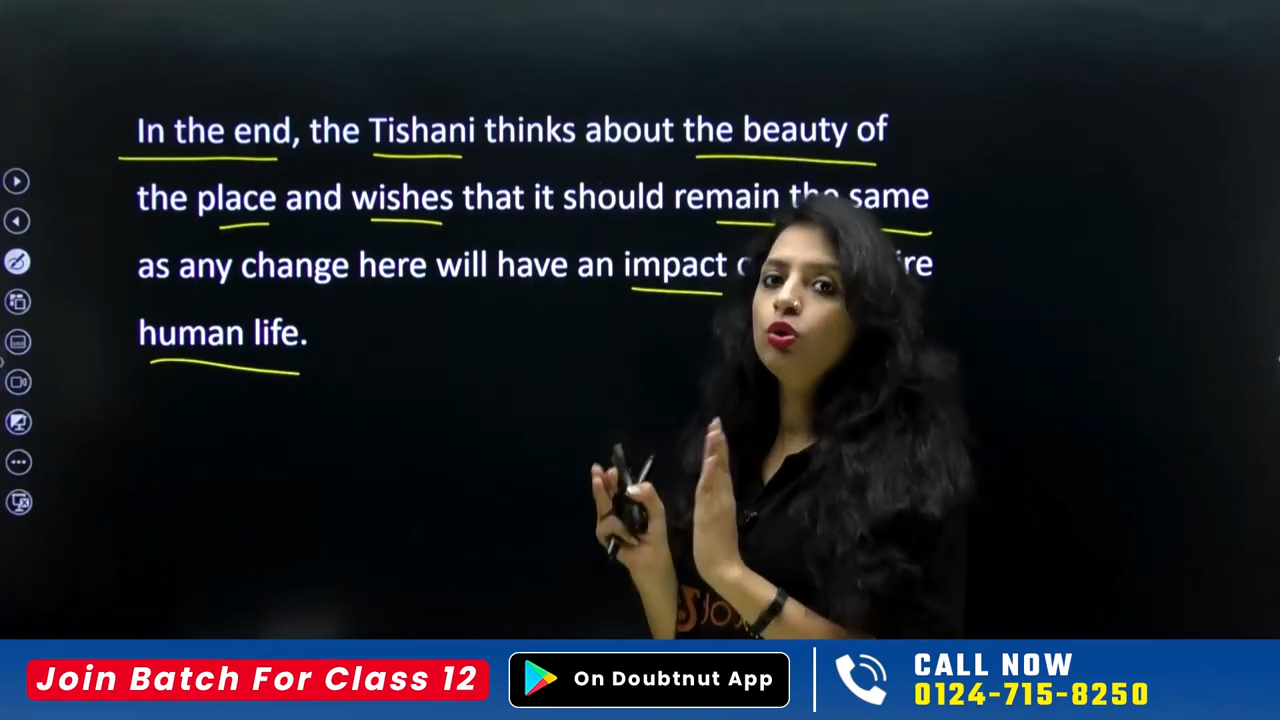 In the end, the Tishani thinks about the beauty of
the place and wishes that it should remain the same
as any change here will have an impact
human life.
Join Batch For Class 12
On Doubtnut App
CALL NOW
0124-715-8250